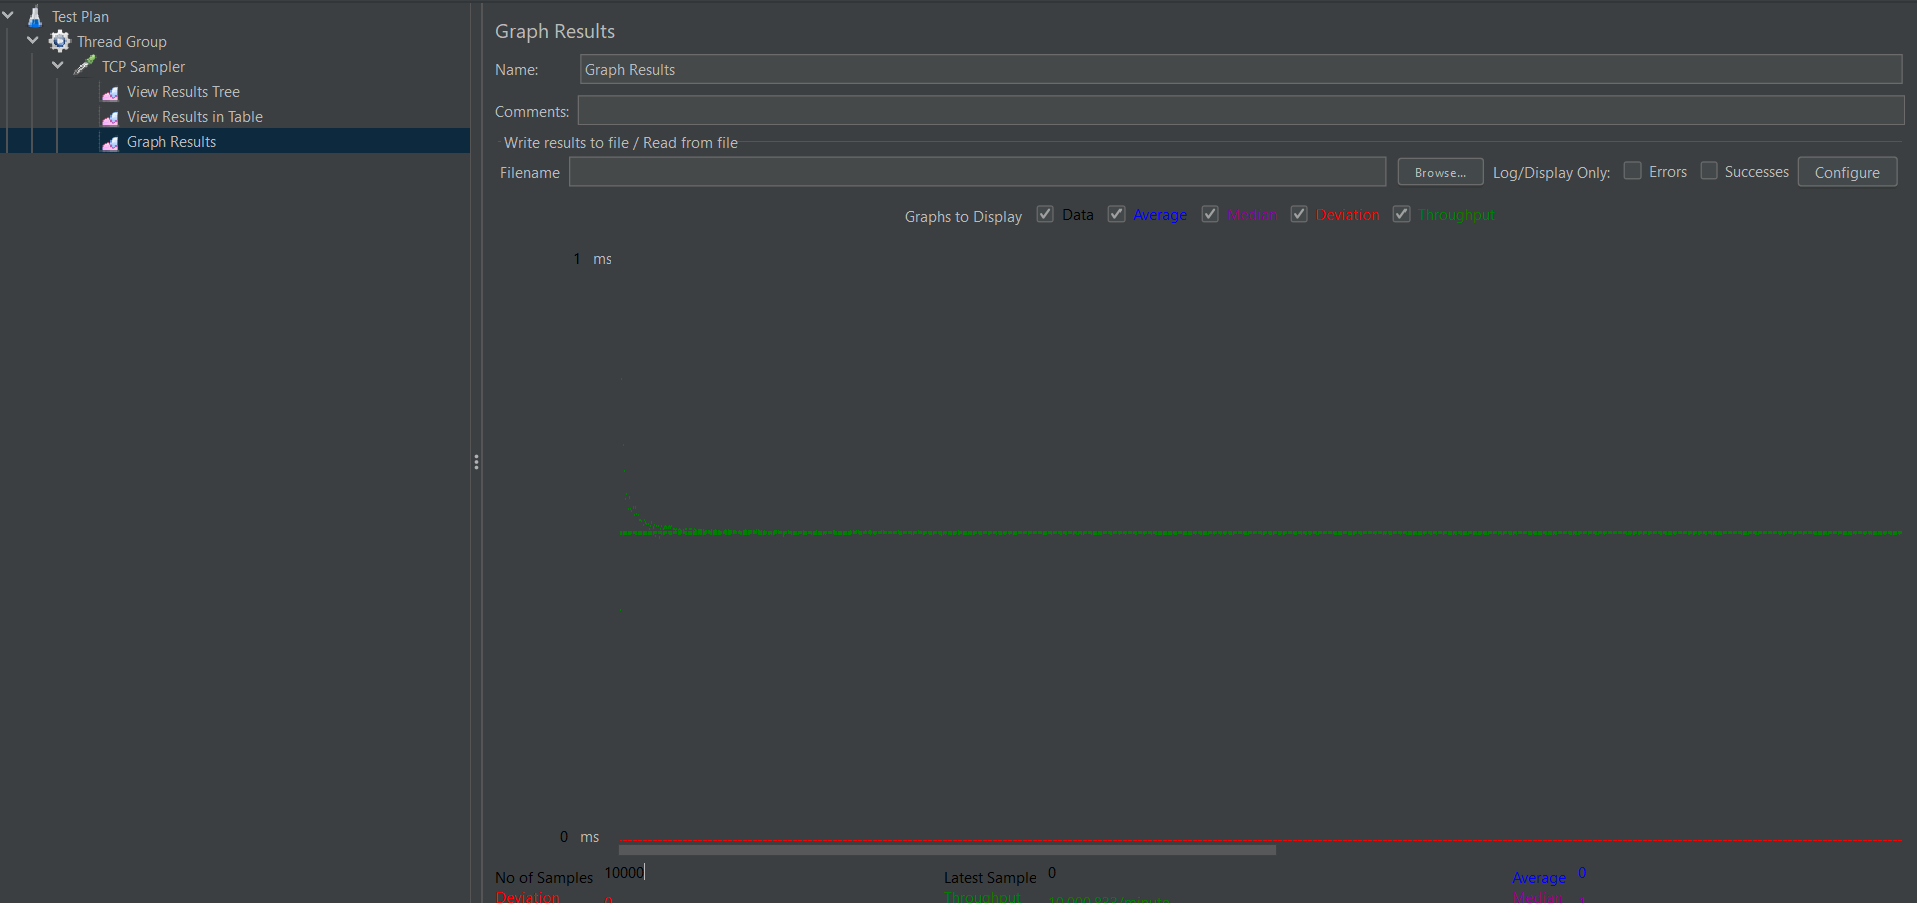 Test Plan
Thread Group
TCP Sampler
View Results Tree
View Results in Table
Graph Results
Graph Results
Name: Graph Results
Comments:
Write results to file / Read from file
Filename Browse... Log/Display Only: Errors Successes Configure
Graphs to Display Data Average Median Deviation Throughput
1 ms
0 ms
No of Samples 10000 Latest Sample 0 Average 0
Deviation 0 Throughput Median